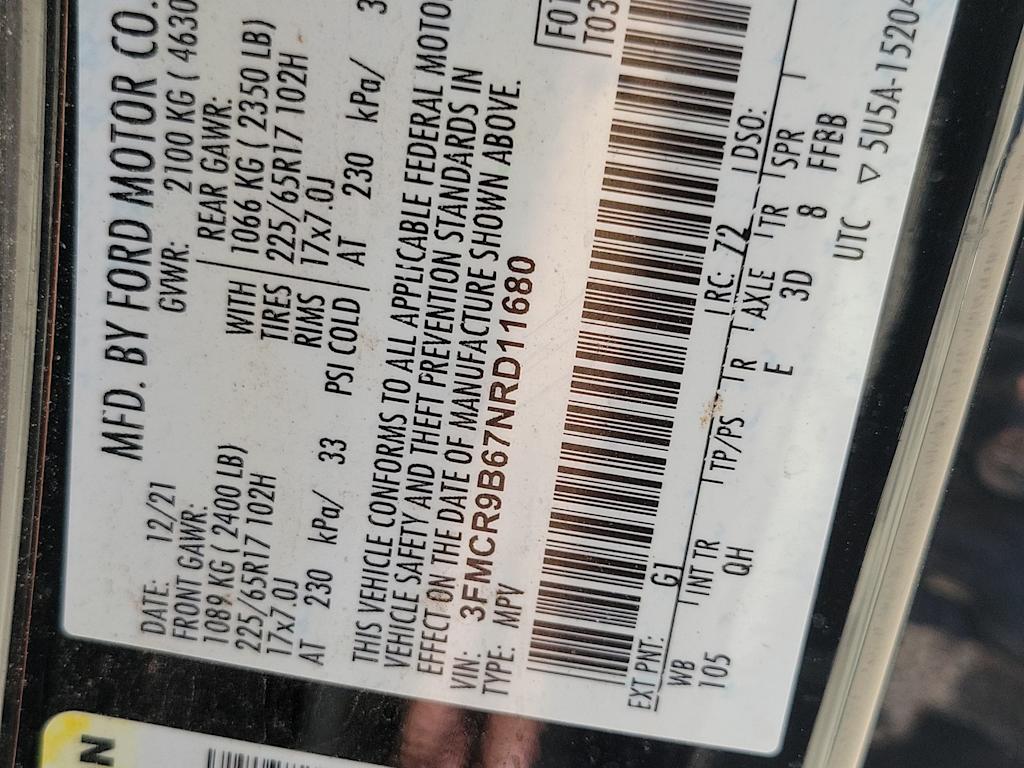 MFD. BY FORD MOTOR CO.
DATE: 12/21 GVWR: 2100 KG ( 4630
FRONT GAWR: REAR GAWR:
1089 KG ( 2400 LB) WITH 1066 KG ( 2350 LB)
225/65R17 102H TIRES 225/65R17 102H
17x7.0J RIMS 17x7.0J
AT 230 kPa/ 33 PSI COLD AT 230 kPa/ 3
THIS VEHICLE CONFORMS TO ALL APPLICABLE FEDERAL MOTO
VEHICLE SAFETY AND THEFT PREVENTION STANDARDS IN
EFFECT ON THE DATE OF MANUFACTURE SHOWN ABOVE.
VIN: 3FMCR9B67NRD11680
TYPE: MPV
F01
T03
EXT PNT: G1 RC: 72 DSO:
WB INT TR TP/PS R AXLE TR SPR
105 QH E 3D 8 FFBB
UTC ▽ 5U5A-15204
N